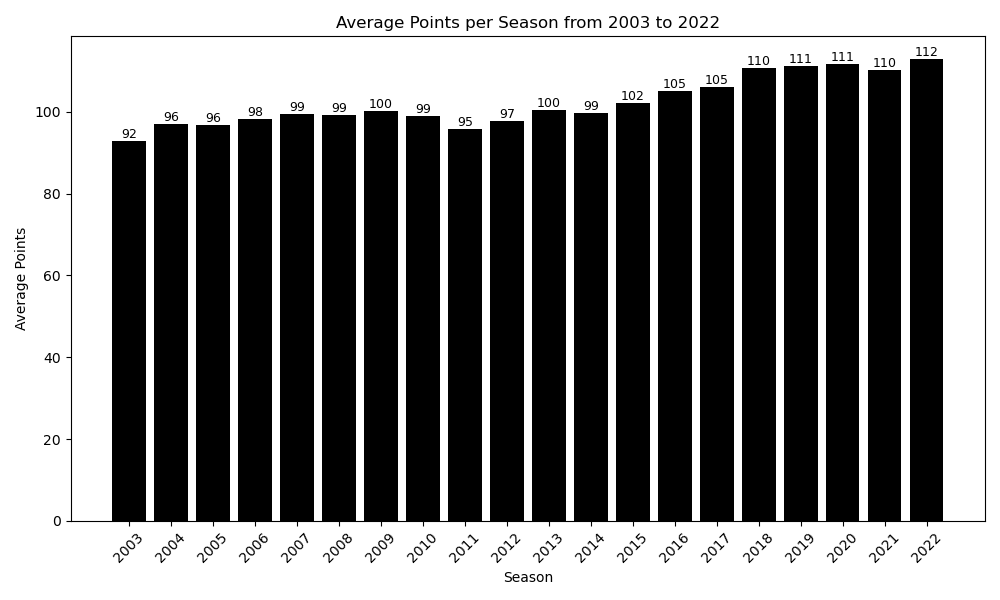 Average Points per Season from 2003 to 2022
Average Points
100
80
60
40
20
0
92 96 96 98 99 99 100 99 95 97 100 99 102 105 105 110 111 111 110 112
2003 2004 2005 2006 2007 2008 2009 2010 2011 2012 2013 2014 2015 2016 2017 2018 2019 2020 2021 2022
Season